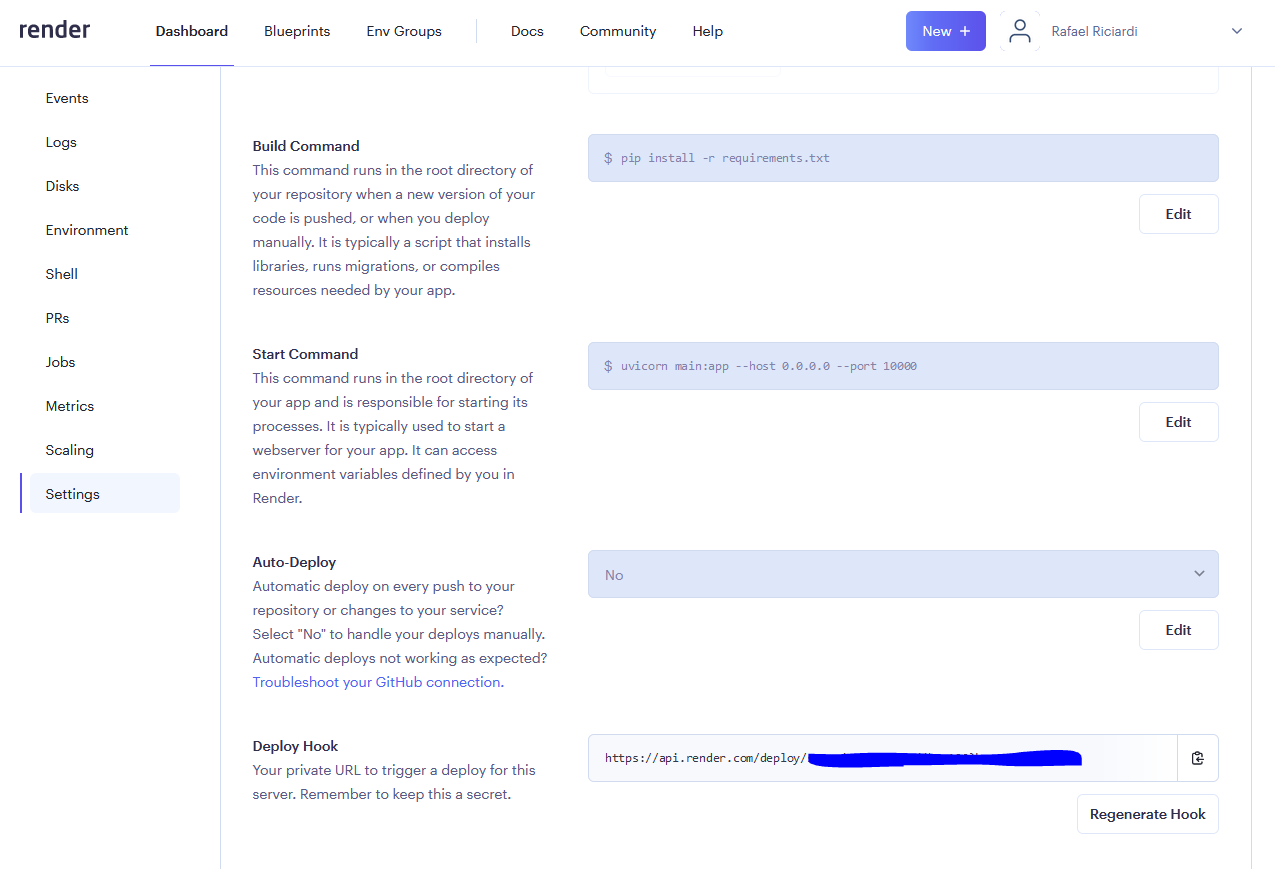 render
Dashboard
Blueprints
Env Groups
Docs
Community
Help
New +
Rafael Riciardi
Events
Logs
Disks
Environment
Shell
PRs
Jobs
Metrics
Scaling
Settings
Build Command
This command runs in the root directory of
your repository when a new version of your
code is pushed, or when you deploy
manually. It is typically a script that installs
libraries, runs migrations, or compiles
resources needed by your app.
$ pip install -r requirements.txt
Edit
Start Command
This command runs in the root directory of
your app and is responsible for starting its
processes. It is typically used to start a
webserver for your app. It can access
environment variables defined by you in
Render.
$ uvicorn main:app --host 0.0.0.0 --port 10000
Edit
Auto-Deploy
Automatic deploy on every push to your
repository or changes to your service?
Select "No" to handle your deploys manually.
Automatic deploys not working as expected?
Troubleshoot your GitHub connection.
No
Edit
Deploy Hook
Your private URL to trigger a deploy for this
server. Remember to keep this a secret.
https://api.render.com/deploy/
Regenerate Hook